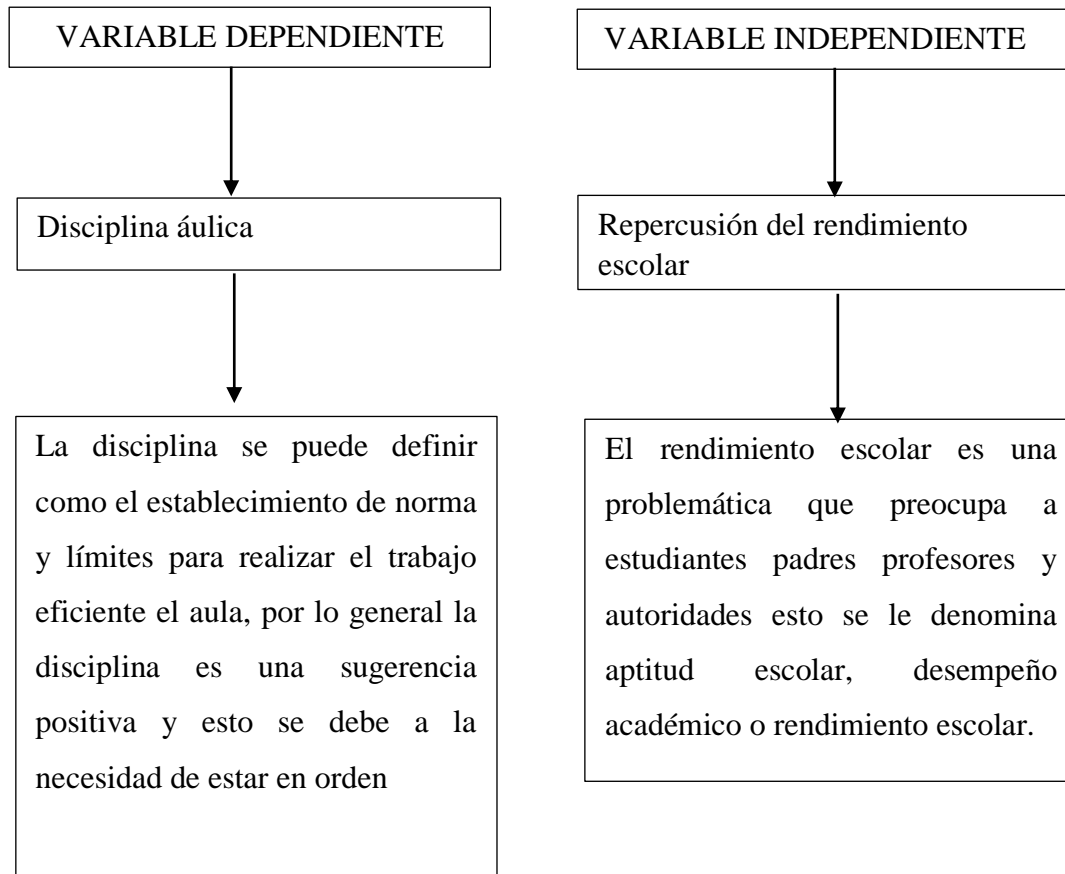 VARIABLE DEPENDIENTE
Disciplina áulica
La disciplina se puede definir
como el establecimiento de norma
y límites para realizar el trabajo
eficiente el aula, por lo general la
disciplina es una sugerencia
positiva y esto se debe a la
necesidad de estar en orden
VARIABLE INDEPENDIENTE
Repercusión del rendimiento
escolar
El rendimiento escolar es una
problemática que preocupa a
estudiantes padres profesores y
autoridades esto se le denomina
aptitud escolar, desempeño
académico o rendimiento escolar.